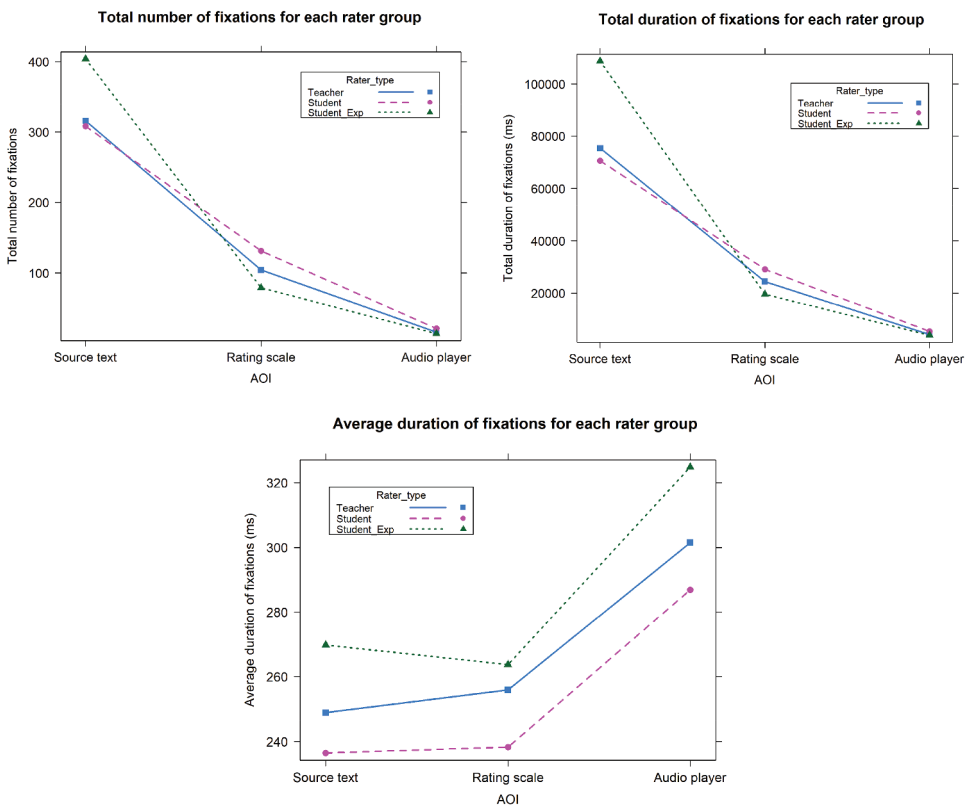 Total number of fixations for each rater group
Total number of fixations
400
300
200
100
Rater_type
Teacher
Student
Student_Exp
Source text
Rating scale
Audio player
AOI
Total duration of fixations for each rater group
Total duration of fixations (ms)
100000
80000
60000
40000
20000
Rater_type
Teacher
Student
Student_Exp
Source text
Rating scale
Audio player
AOI
Average duration of fixations for each rater group
Average duration of fixations (ms)
320
300
280
260
240
Rater_type
Teacher
Student
Student_Exp
Source text
Rating scale
Audio player
AOI